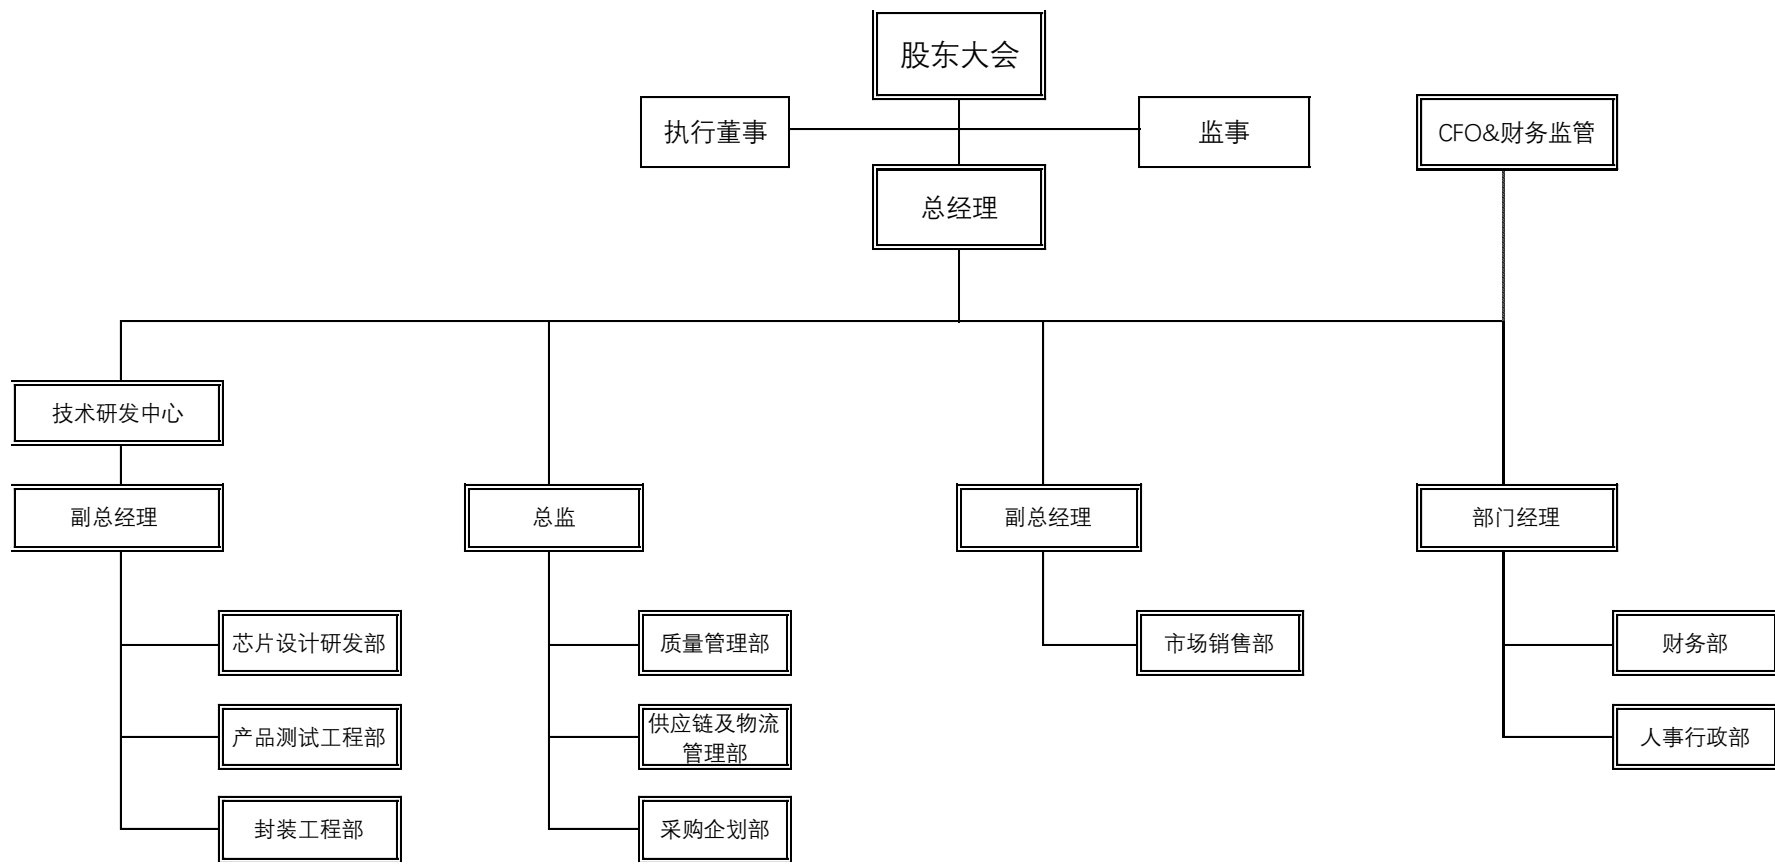 股东大会
执行董事
监事
CFO&财务监管
总经理
技术研发中心
副总经理
总监
副总经理
部门经理
芯片设计研发部
质量管理部
市场销售部
财务部
产品测试工程部
供应链及物流
管理部
人事行政部
封装工程部
采购企划部